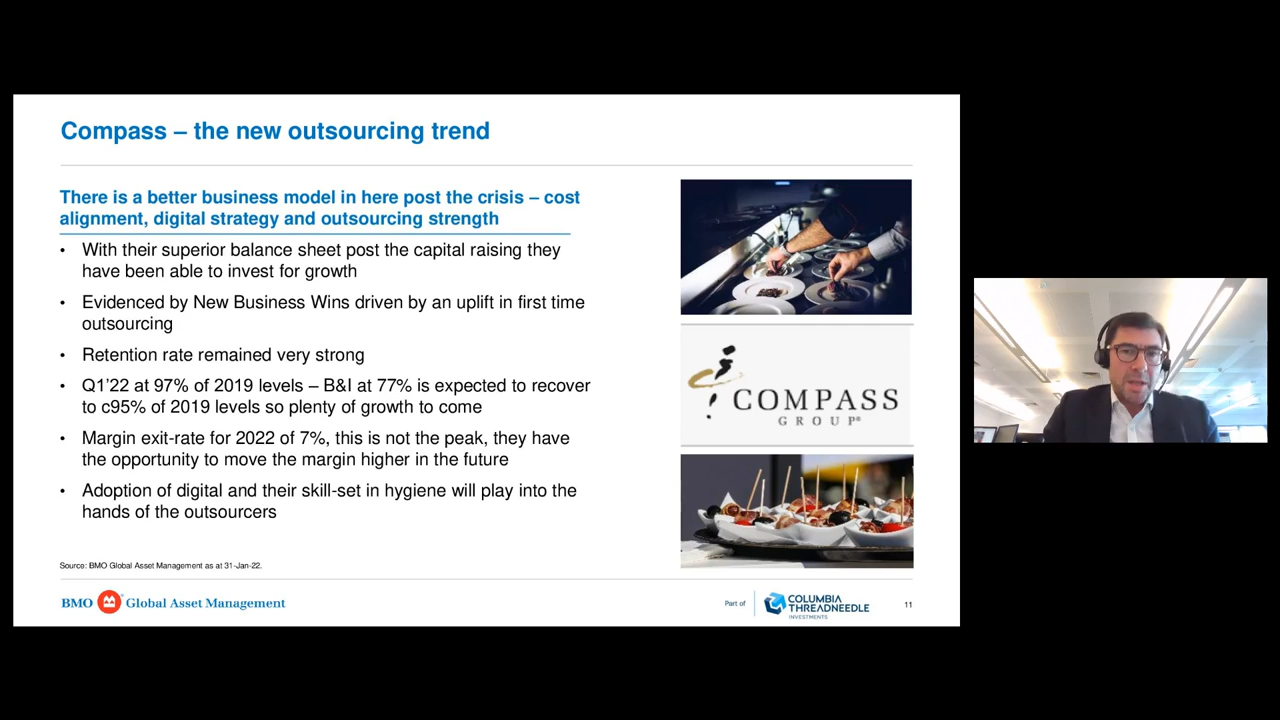 Compass – the new outsourcing trend
There is a better business model in here post the crisis – cost
alignment, digital strategy and outsourcing strength
• With their superior balance sheet post the capital raising they
have been able to invest for growth
• Evidenced by New Business Wins driven by an uplift in first time
outsourcing
• Retention rate remained very strong
• Q1’22 at 97% of 2019 levels – B&I at 77% is expected to recover
to c95% of 2019 levels so plenty of growth to come
• Margin exit-rate for 2022 of 7%, this is not the peak, they have
the opportunity to move the margin higher in the future
• Adoption of digital and their skill-set in hygiene will play into the
hands of the outsourcers
COMPASS
GROUP®
Source: BMO Global Asset Management as at 31-Jan-22.
BMO Global Asset Management
Part of
COLUMBIA
THREADNEEDLE
INVESTMENTS
11